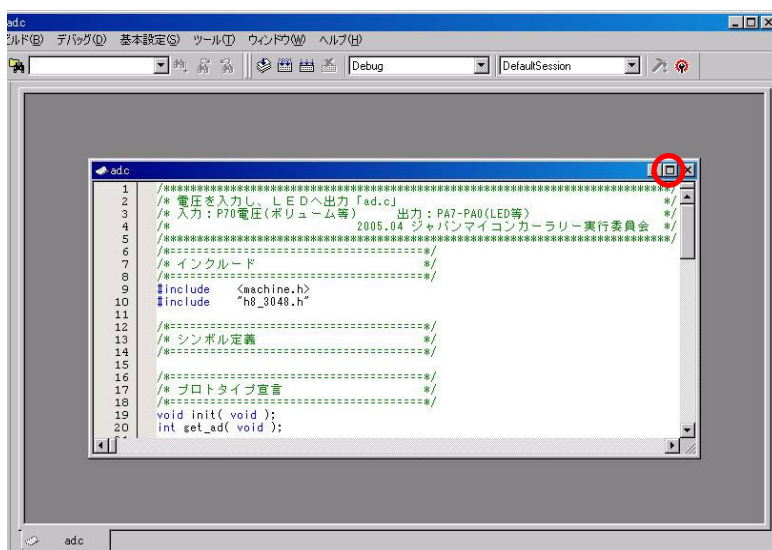 ad.c
ビルド(B) デバッグ(D) 基本設定(S) ツール(T) ウィンドウ(W) ヘルプ(H)
Debug DefaultSession
ad.c
1 /****************************************************************************/
2 /* 電圧を入力し、ＬＥＤへ出力「ad.c」 */
3 /* 入力：P70電圧(ボリューム等) 出力：PA7-PA0(LED等) */
4 /* 2005.04 ジャパンマイコンカーラリー実行委員会 */
5 /****************************************************************************/
6 /*======================================*/
7 /* インクルード */
8 /*======================================*/
9 #include <machine.h>
10 #include "h8_3048.h"
11
12 /*======================================*/
13 /* シンボル定義 */
14 /*======================================*/
15
16 /*======================================*/
17 /* プロトタイプ宣言 */
18 /*======================================*/
19 void init( void );
20 int get_ad( void );
ad.c